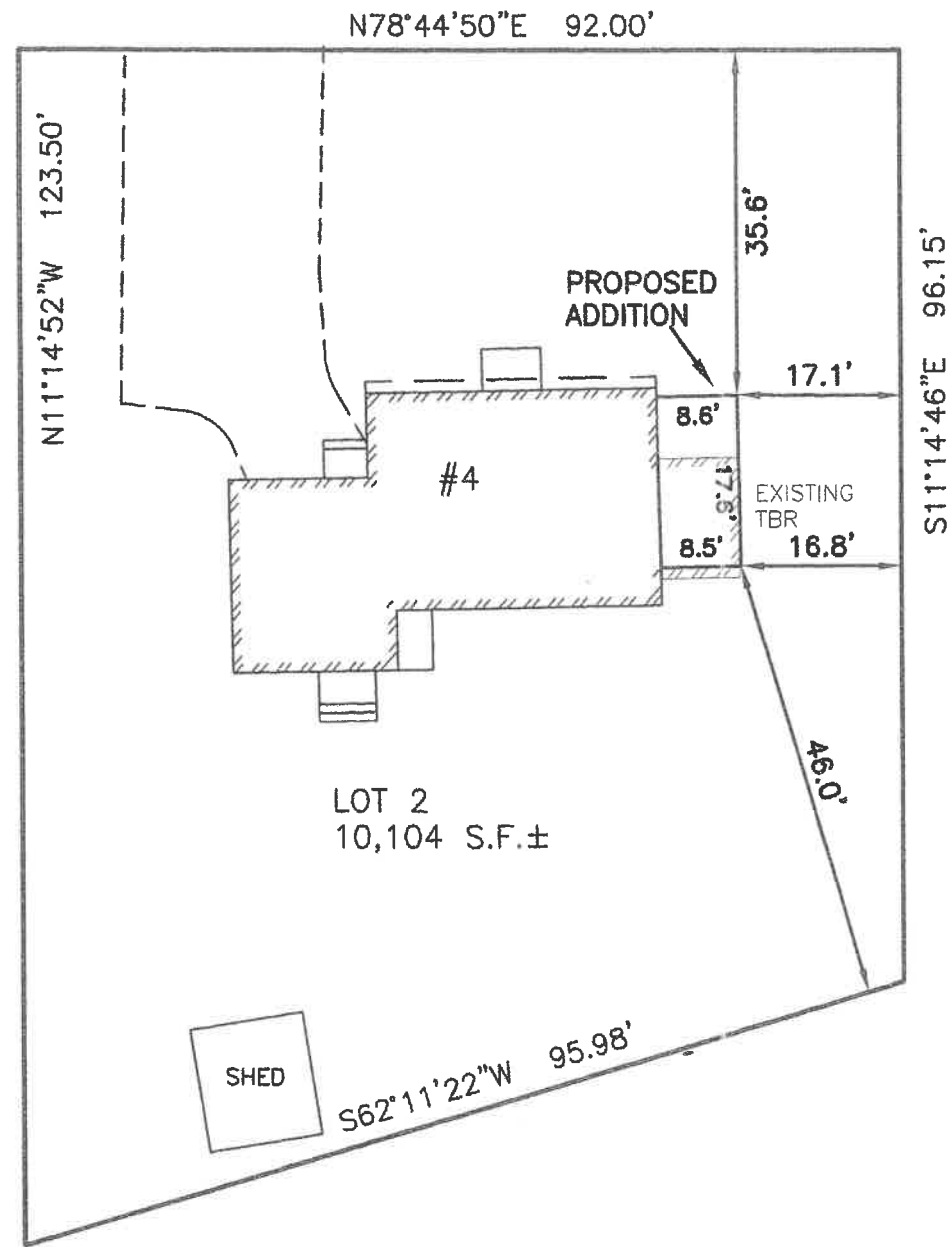 N78°44'50"E 92.00'
N11°14'52"W 123.50'
35.6'
S11°14'46"E 96.15'
PROPOSED
ADDITION
17.1'
8.6'
#4
17.6'
EXISTING
TBR
8.5'
16.8'
46.0'
LOT 2
10,104 S.F.±
SHED
S62°11'22"W 95.98'